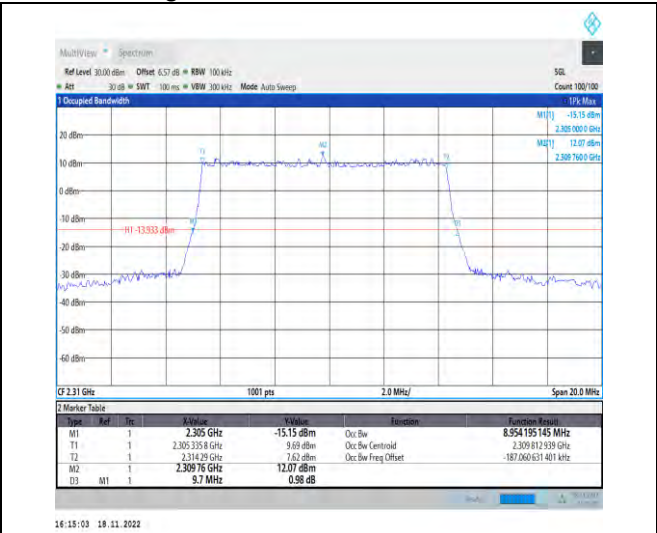 MultiView Spectrum
Ref Level 30.00 dBm Offset 6.57 dB RBW 100 kHz SGL
Att 30 dB SWT 100 ms VBW 300 kHz Mode Auto Sweep Count 100/100
1 Occupied Bandwidth 1Pk Max
M1[1] -15.15 dBm
2.305 000 0 GHz
M2[1] 12.07 dBm
2.309 760 0 GHz
20 dBm
M2
T1
T2
10 dBm
0 dBm
-10 dBm
M1
H1 -13.933 dBm
-20 dBm
-30 dBm
-40 dBm
-50 dBm
-60 dBm
CF 2.31 GHz 1001 pts 2.0 MHz/ Span 20.0 MHz
2 Marker Table
Type Ref Trc X-Value Y-Value Function Function Result
M1 1 2.305 GHz -15.15 dBm Occ Bw 8.954 195 145 MHz
T1 1 2.305 335 8 GHz 9.69 dBm Occ Bw Centroid 2.309 812 939 GHz
T2 1 2.314 29 GHz 7.62 dBm Occ Bw Freq Offset -187.060 631 401 kHz
M2 1 2.309 76 GHz 12.07 dBm
D3 M1 1 9.7 MHz 0.98 dB
16:15:03 18.11.2022